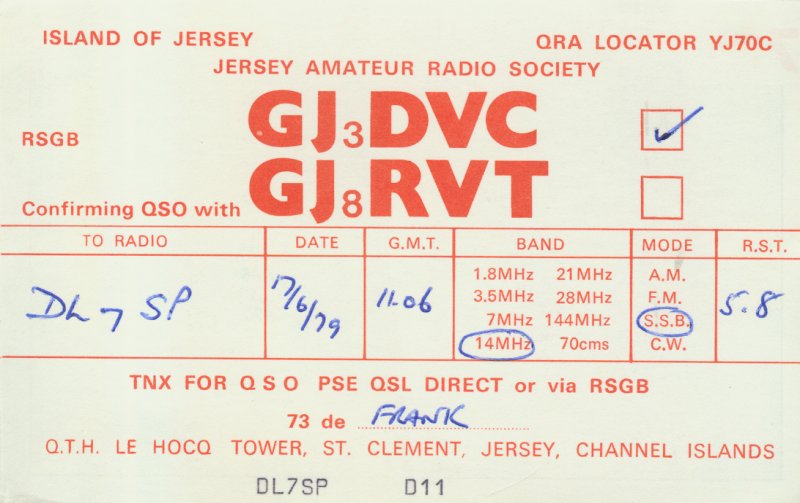 ISLAND OF JERSEY QRA LOCATOR YJ70C
JERSEY AMATEUR RADIO SOCIETY
RSGB GJ3DVC ✓
Confirming QSO with GJ8RVT
TO RADIO DATE G.M.T. BAND MODE R.S.T.
1.8MHz 21MHz A.M.
DL7SP 17/6/79 11.06 3.5MHz 28MHz F.M. 5.8
7MHz 144MHz S.S.B.
14MHz 70cms C.W.
TNX FOR QSO PSE QSL DIRECT or via RSGB
73 de FRANK
Q.T.H. LE HOCQ TOWER, ST. CLEMENT, JERSEY, CHANNEL ISLANDS
DL7SP D11